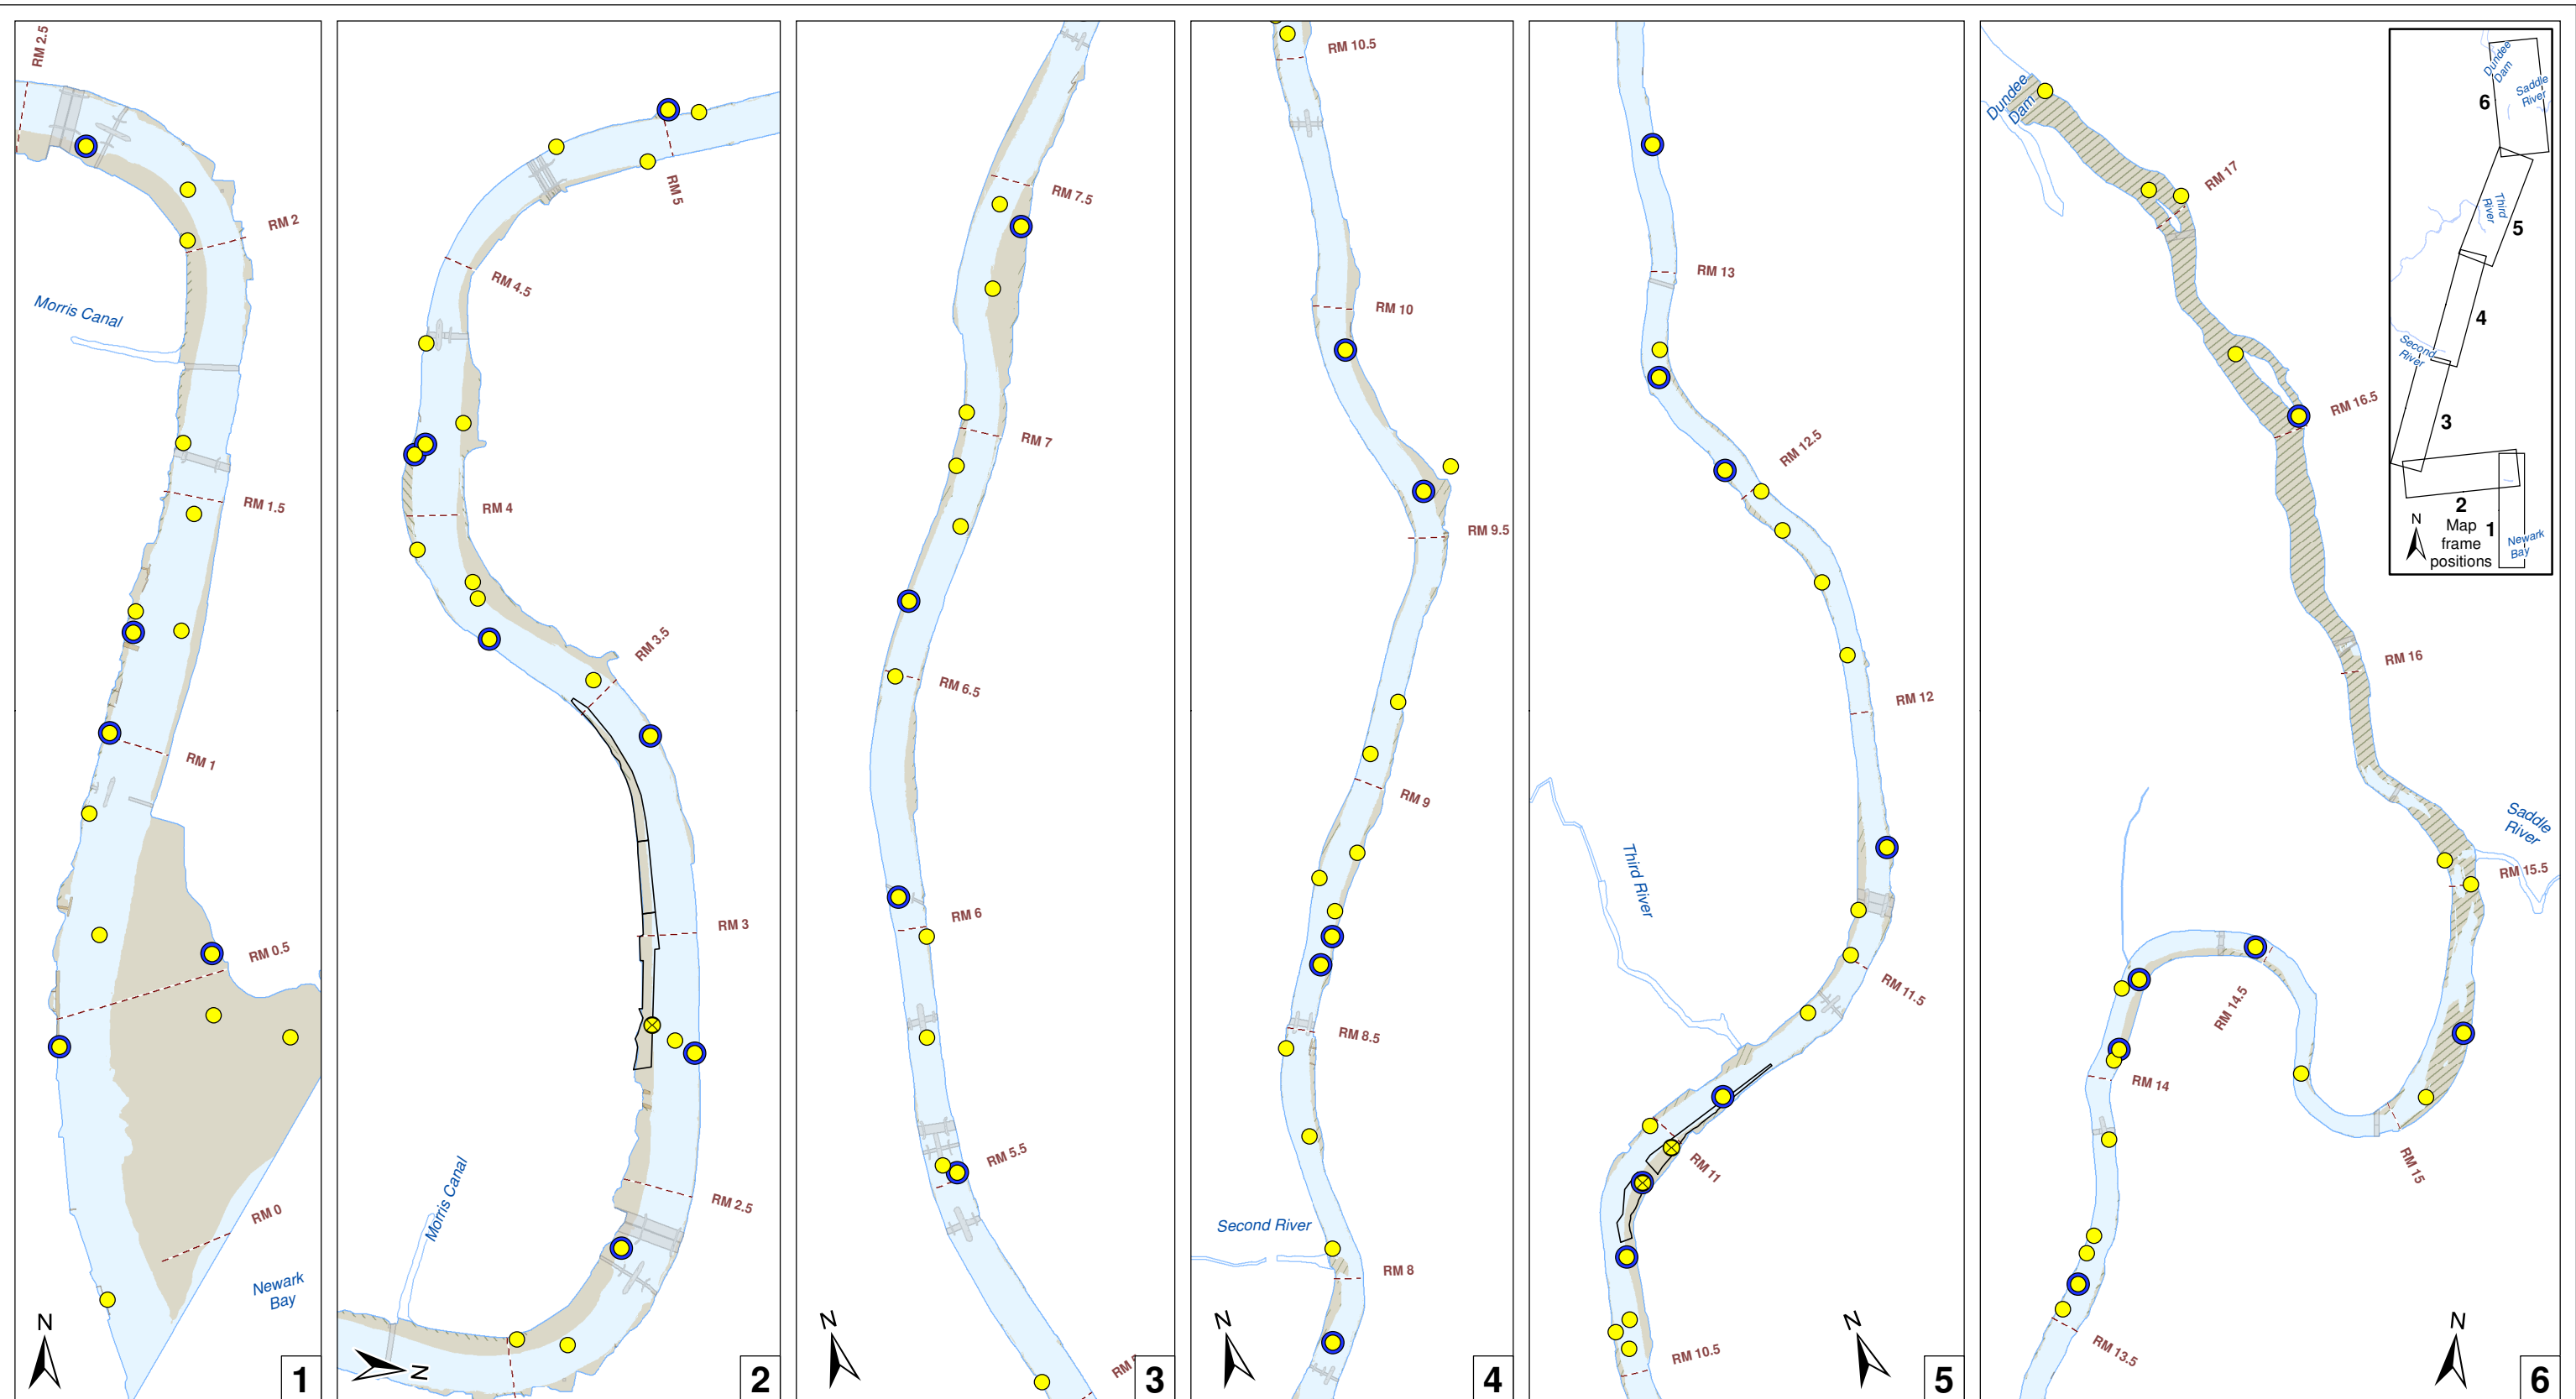 RM 2.5
RM 2
Morris Canal
RM 1.5
RM 1
RM 0.5
RM 0
Newark
Bay
N
1
RM 5
RM 4.5
RM 4
RM 3.5
RM 3
RM 2.5
Morris Canal
N
2
RM 7.5
RM 7
RM 6.5
RM 6
RM 5.5
N
3
RM 10.5
RM 10
RM 9.5
RM 9
RM 8.5
Second River
RM 8
N
4
RM 13
RM 12.5
RM 12
Third River
RM 11.5
RM 11
RM 10.5
N
5
Dundee
Dam
RM 17
RM 16.5
RM 16
Saddle
River
RM 15.5
RM 14.5
RM 14
RM 15
RM 13.5
N
6
Dundee
Dam
Saddle
River
6
Third
River
5
4
Second
River
3
2
1
N
Map
frame
positions
Newark
Bay